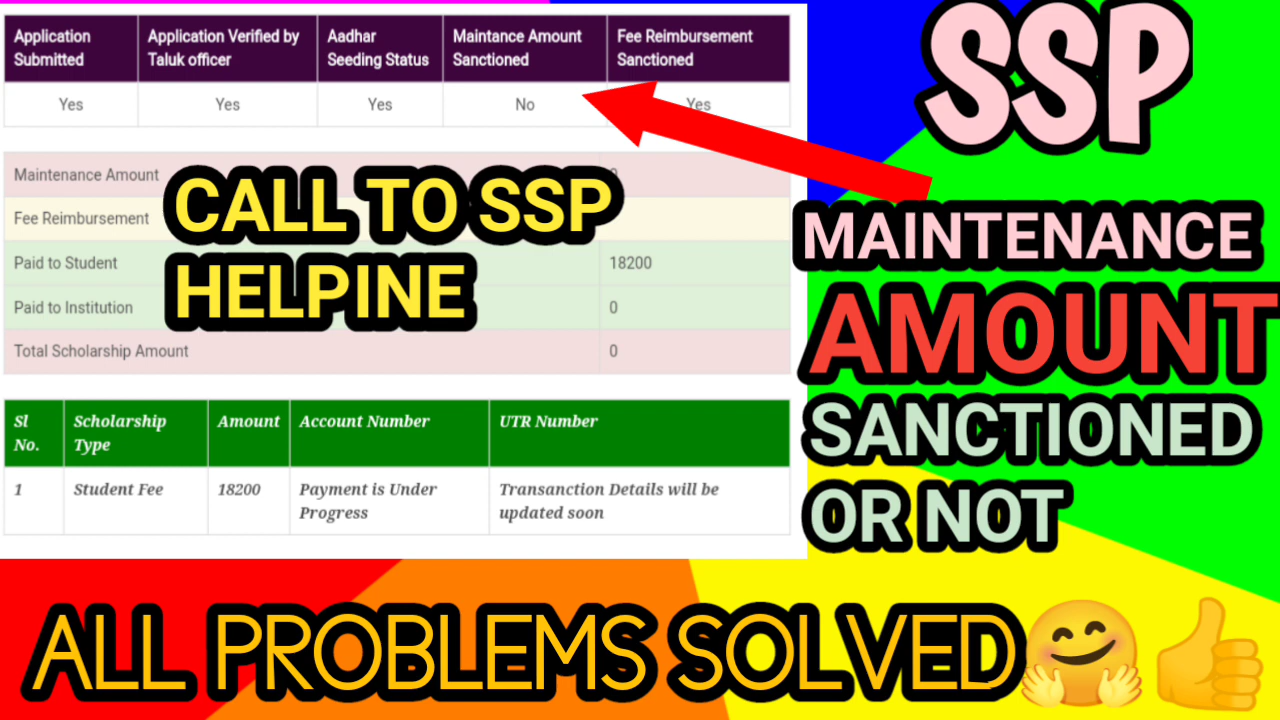 SSP
Application Submitted
Application Verified by Taluk officer
Aadhar Seeding Status
Maintance Amount Sanctioned
Fee Reimbursement Sanctioned
Yes Yes Yes No Yes
Maintenance Amount
Fee Reimbursement
Paid to Student 18200
Paid to Institution 0
Total Scholarship Amount 0
CALL TO SSP
HELPINE
MAINTENANCE
AMOUNT
SANCTIONED
OR NOT
Sl No.
Scholarship Type
Amount
Account Number
UTR Number
1
Student Fee
18200
Payment is Under
Progress
Transanction Details will be
updated soon
ALL PROBLEMS SOLVED🤗👍